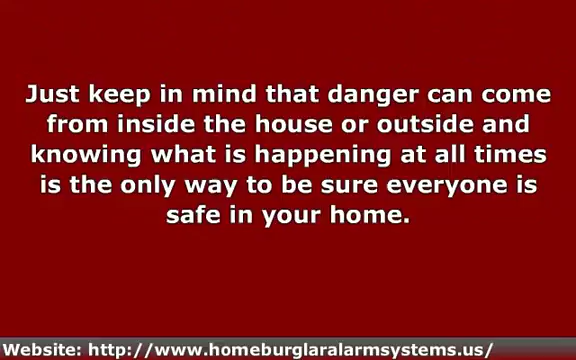 Just keep in mind that danger can come
from inside the house or outside and
knowing what is happening at all times
is the only way to be sure everyone is
safe in your home.
Website: http://www.homeburglaralarmsystems.us/